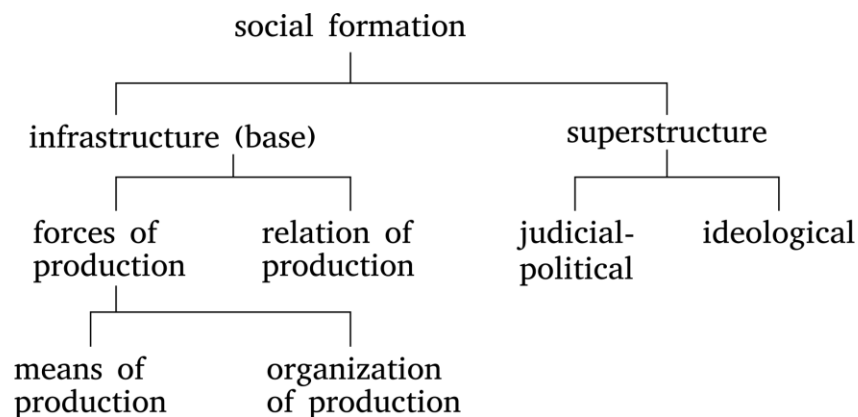 social formation
infrastructure (base)
superstructure
forces of
production
relation of
production
judicial-
political
ideological
means of
production
organization
of production